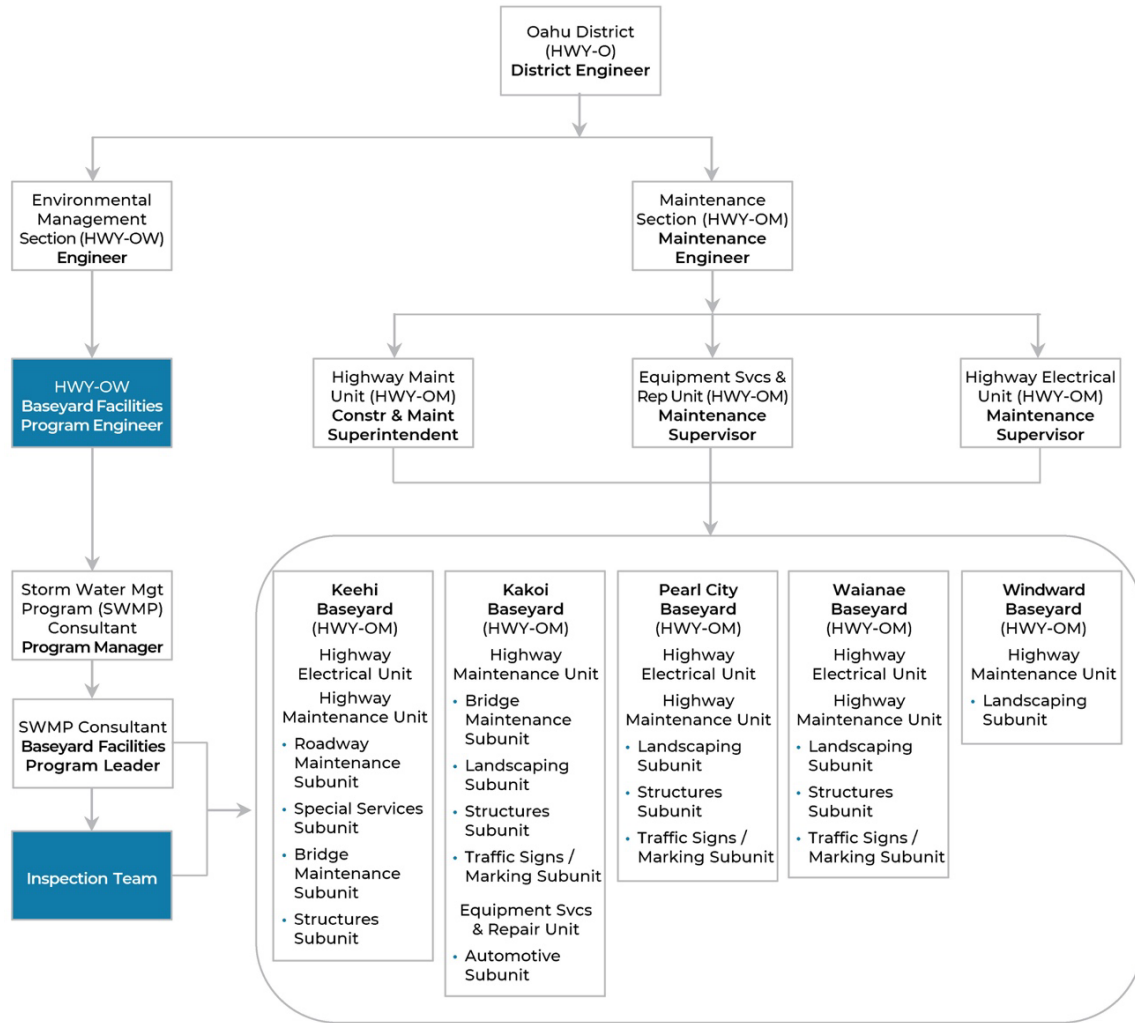 Oahu District
(HWY-O)
District Engineer
Environmental
Management
Section (HWY-OW)
Engineer
Maintenance
Section (HWY-OM)
Maintenance
Engineer
HWY-OW
Baseyard Facilities
Program Engineer
Highway Maint
Unit (HWY-OM)
Constr & Maint
Superintendent
Equipment Svcs &
Rep Unit (HWY-OM)
Maintenance
Supervisor
Highway Electrical
Unit (HWY-OM)
Maintenance
Supervisor
Storm Water Mgt
Program (SWMP)
Consultant
Program Manager
SWMP Consultant
Baseyard Facilities
Program Leader
Inspection Team
Keehi
Baseyard
(HWY-OM)
Highway
Electrical Unit
Highway
Maintenance Unit
• Roadway
Maintenance
Subunit
• Special Services
Subunit
• Bridge
Maintenance
Subunit
• Structures
Subunit
Kakoi
Baseyard
(HWY-OM)
Highway
Maintenance Unit
• Bridge
Maintenance
Subunit
• Landscaping
Subunit
• Structures
Subunit
• Traffic Signs /
Marking Subunit
Equipment Svcs
& Repair Unit
• Automotive
Subunit
Pearl City
Baseyard
(HWY-OM)
Highway
Electrical Unit
Highway
Maintenance Unit
• Landscaping
Subunit
• Structures
Subunit
• Traffic Signs /
Marking Subunit
Waianae
Baseyard
(HWY-OM)
Highway
Electrical Unit
Highway
Maintenance Unit
• Landscaping
Subunit
• Structures
Subunit
• Traffic Signs /
Marking Subunit
Windward
Baseyard
(HWY-OM)
Highway
Maintenance Unit
• Landscaping
Subunit